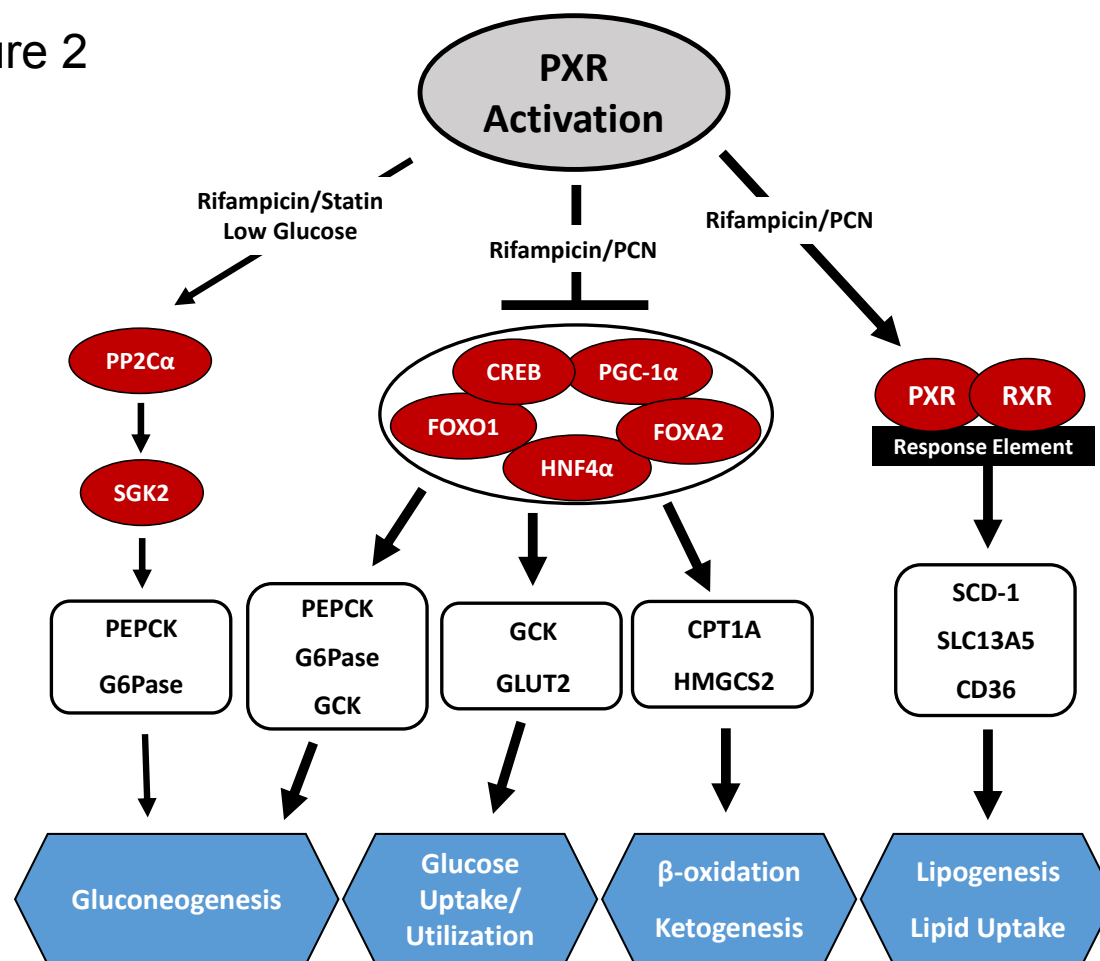 ure 2
PXR
Activation
Rifampicin/Statin
Low Glucose
Rifampicin/PCN
Rifampicin/PCN
PP2Cα
SGK2
CREB
PGC-1α
FOXO1
FOXA2
HNF4α
PXR
RXR
Response Element
PEPCK
G6Pase
PEPCK
G6Pase
GCK
GCK
GLUT2
CPT1A
HMGCS2
SCD-1
SLC13A5
CD36
Gluconeogenesis
Glucose
Uptake/
Utilization
β-oxidation
Ketogenesis
Lipogenesis
Lipid Uptake